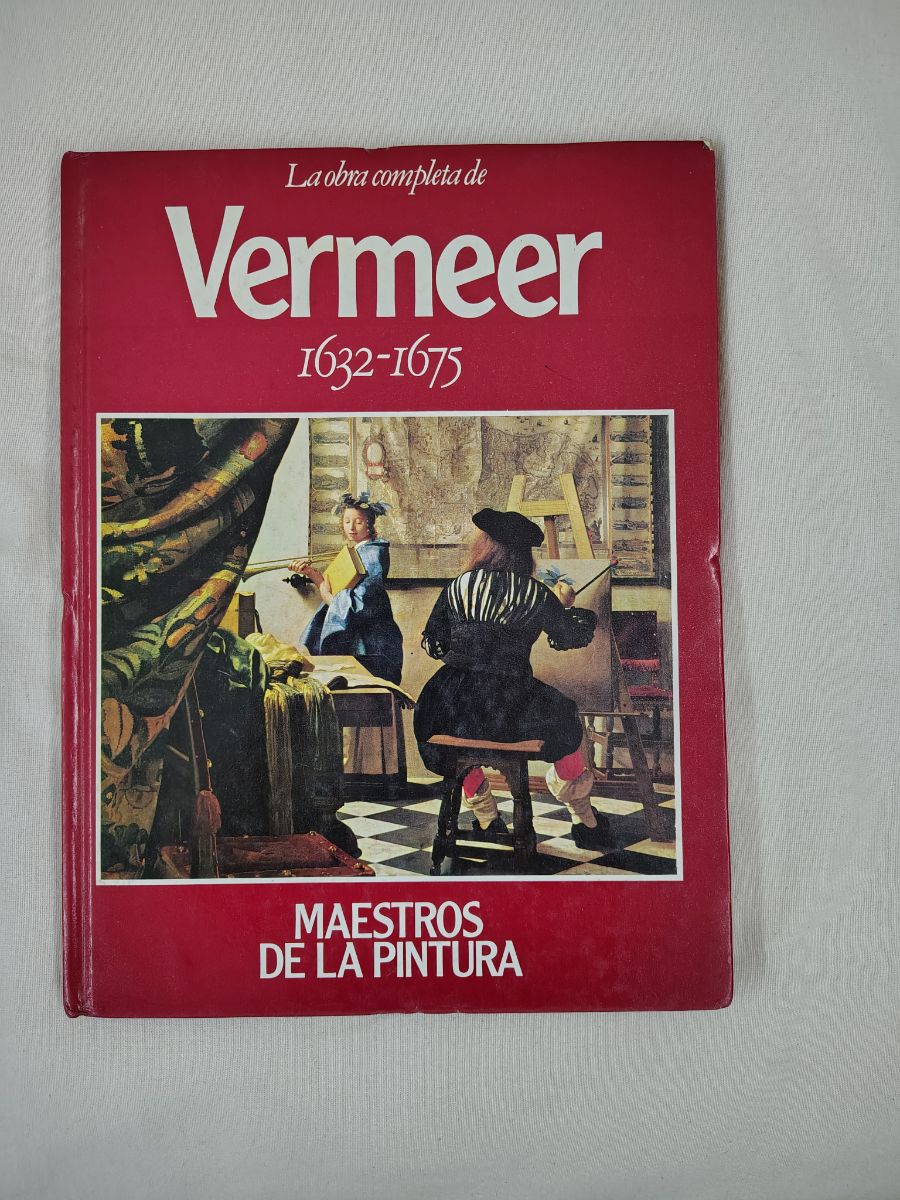 La obra completa de
Vermeer
1632-1675
MAESTROS
DE LA PINTURA